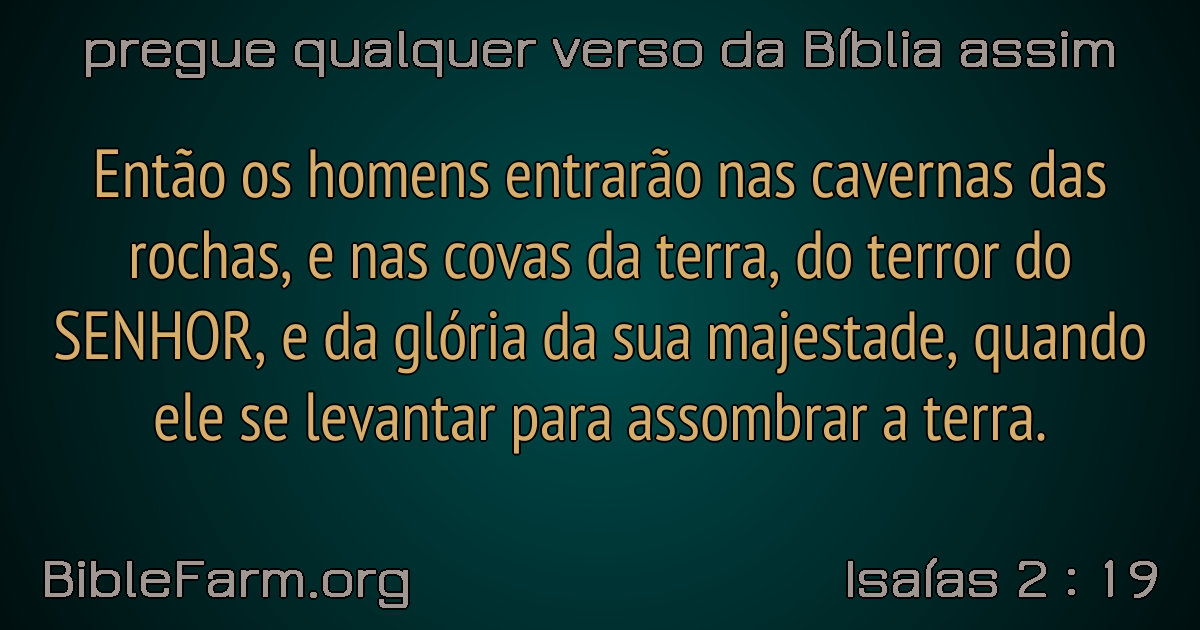 pregue qualquer verso da Bíblia assim
Então os homens entrarão nas cavernas das
rochas, e nas covas da terra, do terror do
SENHOR, e da glória da sua majestade, quando
ele se levantar para assombrar a terra.
BibleFarm.org
Isaías 2 : 19